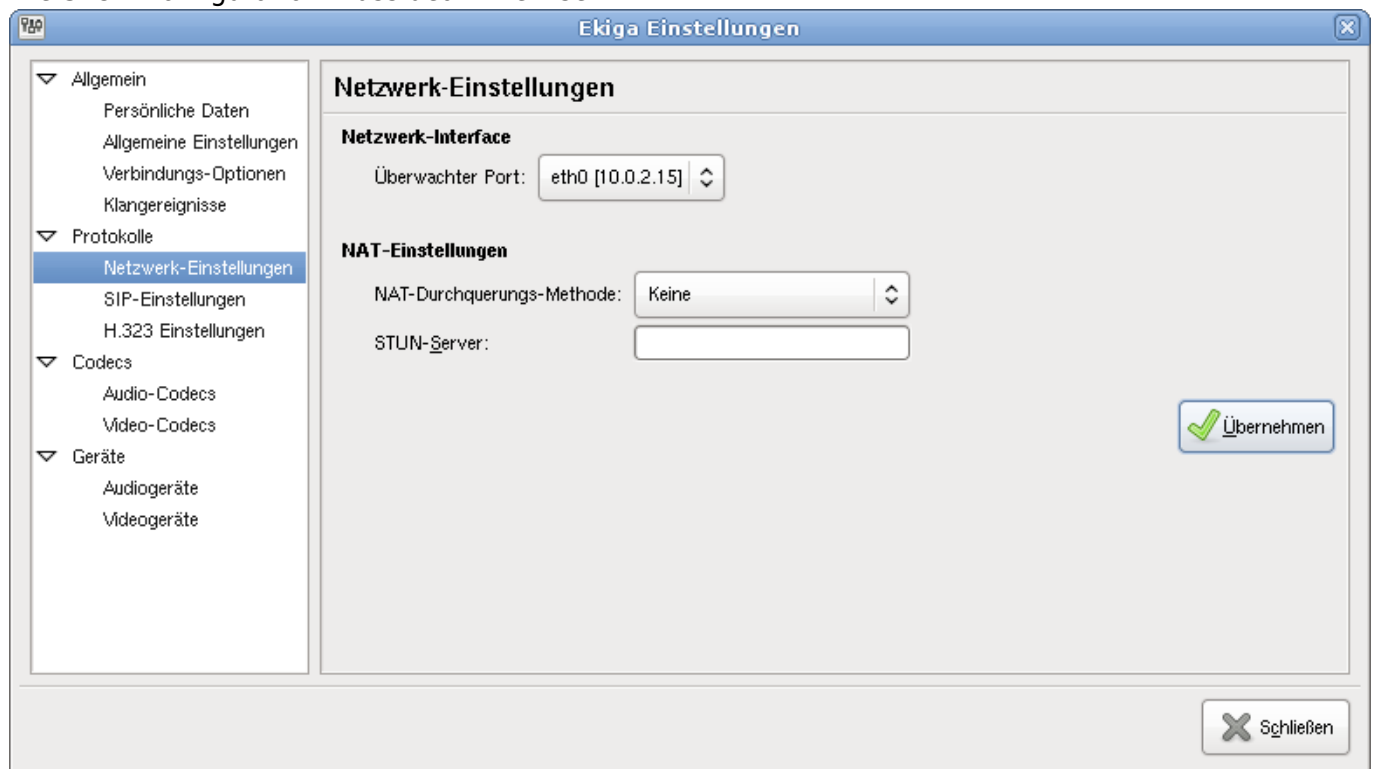 Ekiga Einstellungen
Allgemein
Persönliche Daten
Allgemeine Einstellungen
Verbindungs-Optionen
Klangereignisse
Protokolle
Netzwerk-Einstellungen
SIP-Einstellungen
H.323 Einstellungen
Codecs
Audio-Codecs
Video-Codecs
Geräte
Audiogeräte
Videogeräte
Netzwerk-Einstellungen
Netzwerk-Interface
Überwachter Port: eth0 [10.0.2.15]
NAT-Einstellungen
NAT-Durchquerungs-Methode: Keine
STUN-Server:
Übernehmen
Schließen